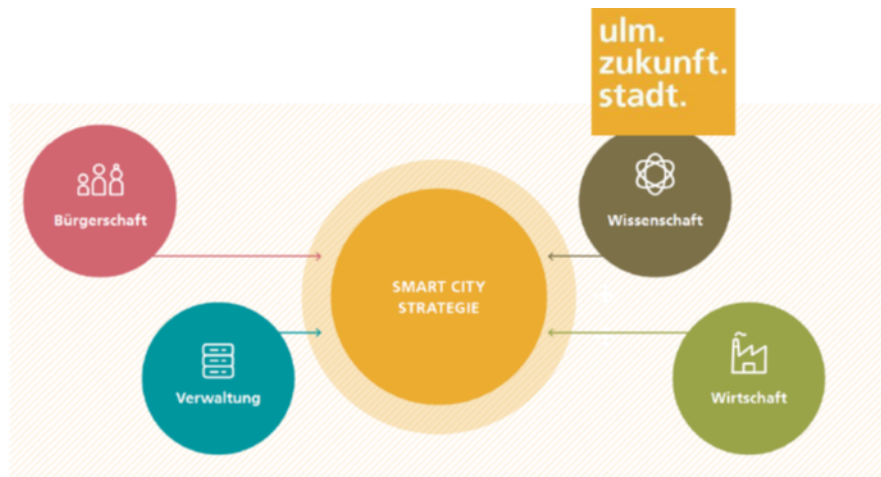 ulm.
zukunft.
stadt.
Bürgerschaft
Wissenschaft
SMART CITY
STRATEGIE
Verwaltung
Wirtschaft